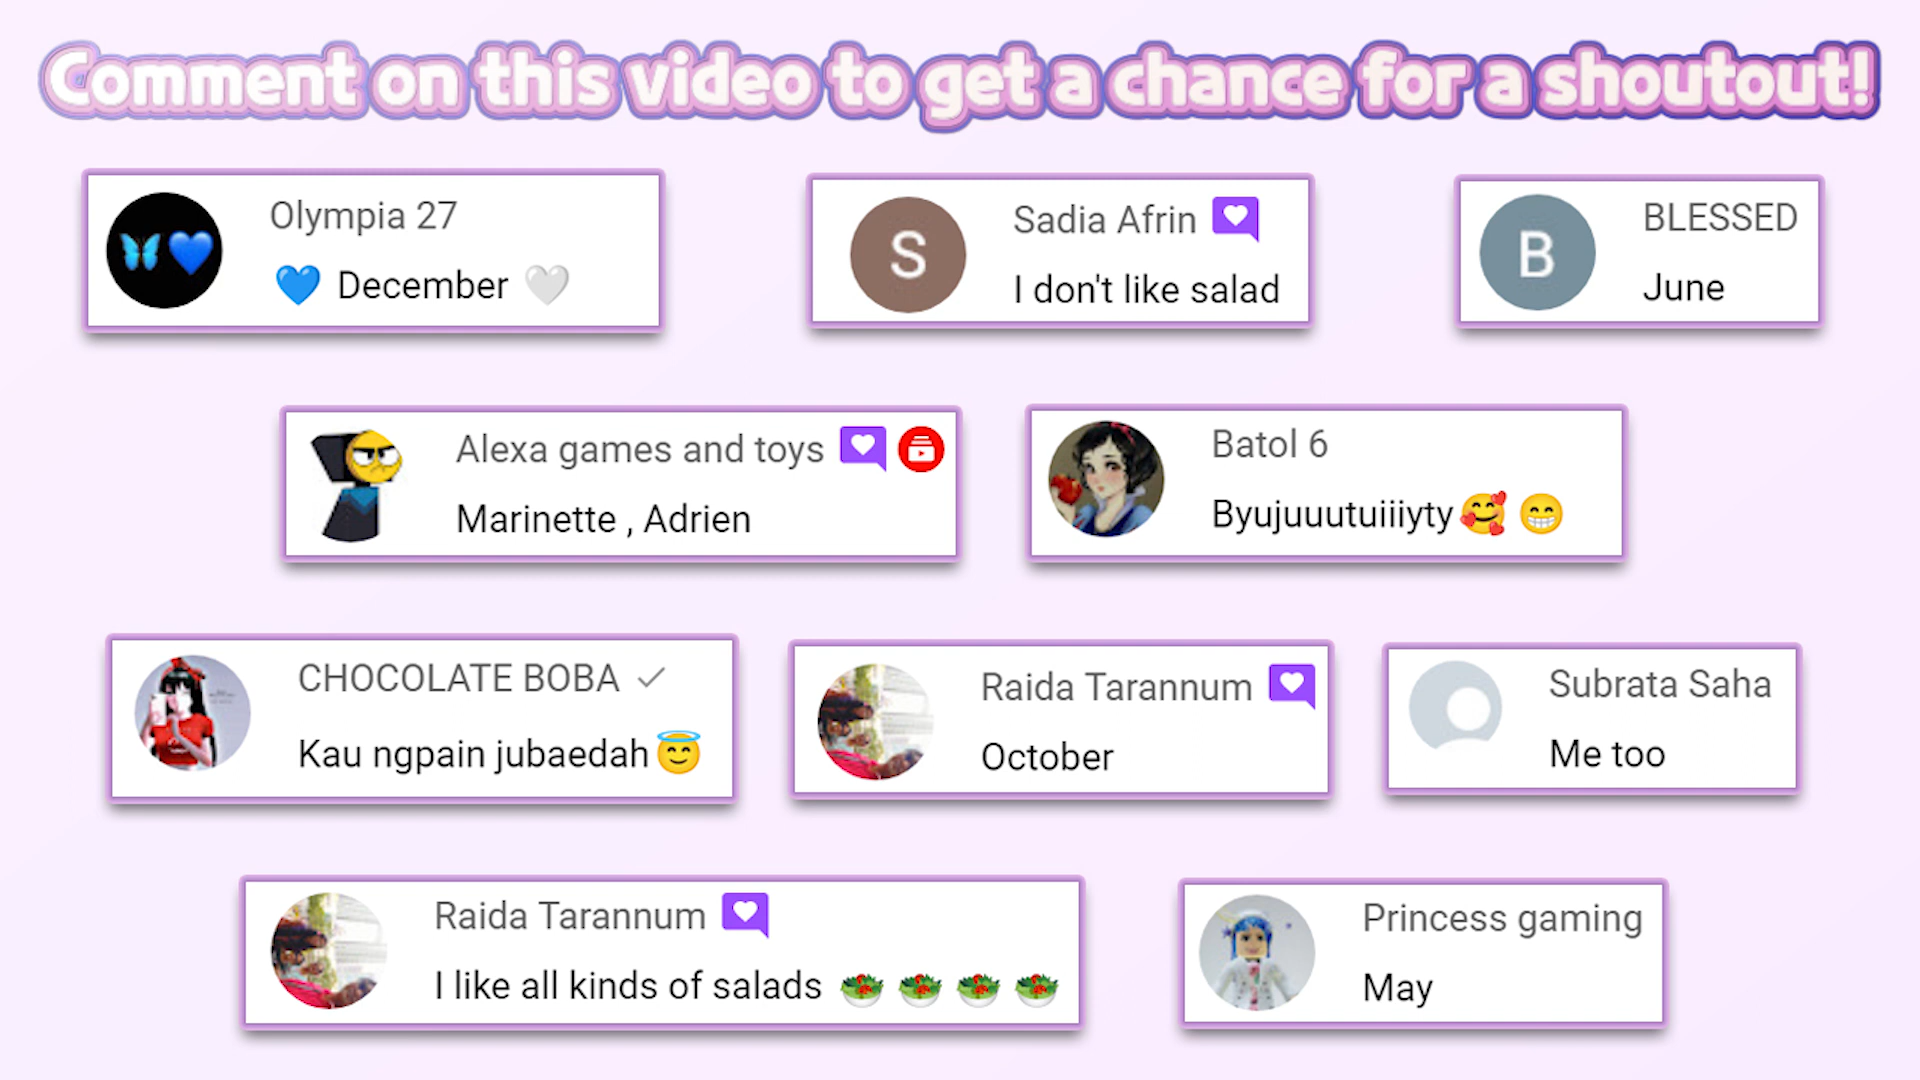 Comment on this video to get a chance for a shoutout!
Olympia 27
💙 December 🤍
S
Sadia Afrin
I don't like salad
B
BLESSED
June
Alexa games and toys
Marinette , Adrien
Batol 6
Byujuuutuiiiyty🥰 😁
CHOCOLATE BOBA ✓
Kau ngpain jubaedah😇
Raida Tarannum
October
Subrata Saha
Me too
Raida Tarannum
I like all kinds of salads 🥗 🥗 🥗 🥗
Princess gaming
May